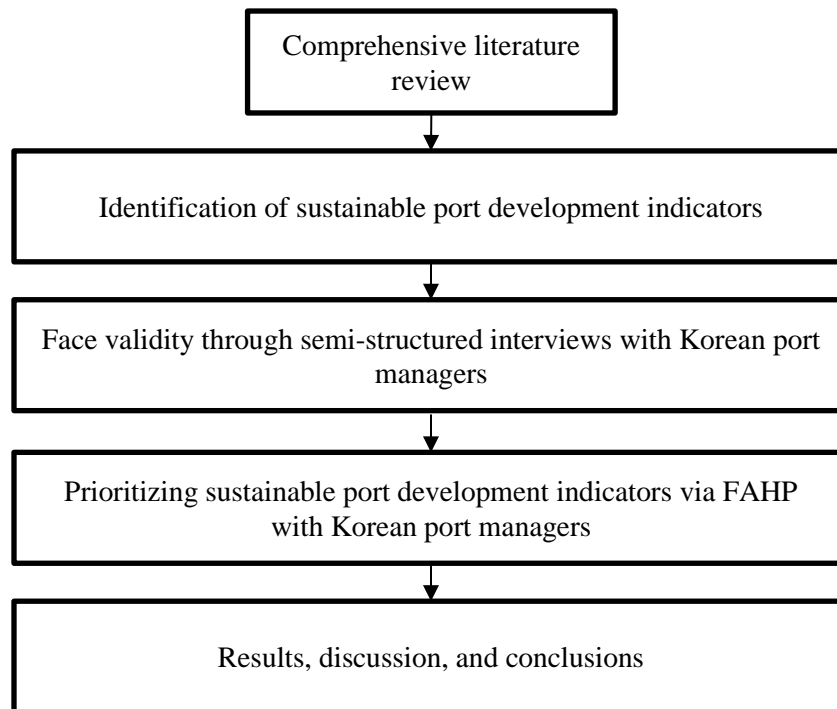 Comprehensive literature
review
Identification of sustainable port development indicators
Face validity through semi-structured interviews with Korean port
managers
Prioritizing sustainable port development indicators via FAHP
with Korean port managers
Results, discussion, and conclusions